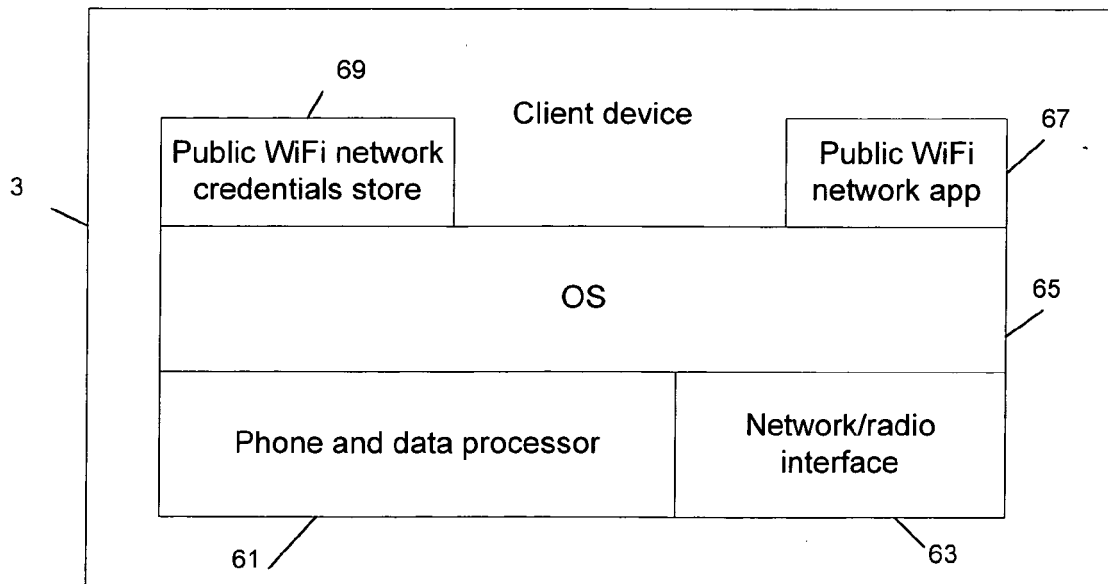 69
Client device
67
Public WiFi network
credentials store
Public WiFi
network app
3
OS
65
Phone and data processor
Network/radio
interface
61
63